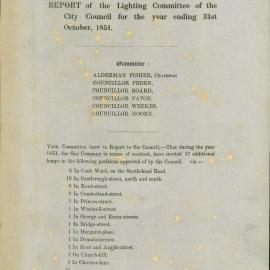 REPORT of the Lighting Committee of the
City Council for the year ending 31st
October, 1851.
Committee:
ALDERMAN FISHER, CHAIRMAN
COUNCILLOR PEDEN,
COUNCILLOR BOARD,
COUNCILLOR PATON,
COUNCILLOR WEEKES,
COUNCILLOR MOORE.
YOUR Committee have to Report to the Council,—That during the year
1851, the Gas Company in terms of contract, have erected 47 additional
lamps in the following positions approved of by the Council viz:—
6 In Cook Ward, on the South-head Road.
16 In Castlereagh-street, north and south.
8 In Kent-street.
3 In Cumberland-street.
1 In Princes-street.
1 In Windmill-street.
1 In George and Essex-streets.
1 In Bridge-street.
1 In Margaret-place.
1 In Domain-terrace.
1 In Kent and Argyle-street.
1 On Church-hill.
1 In Clarence-lane.